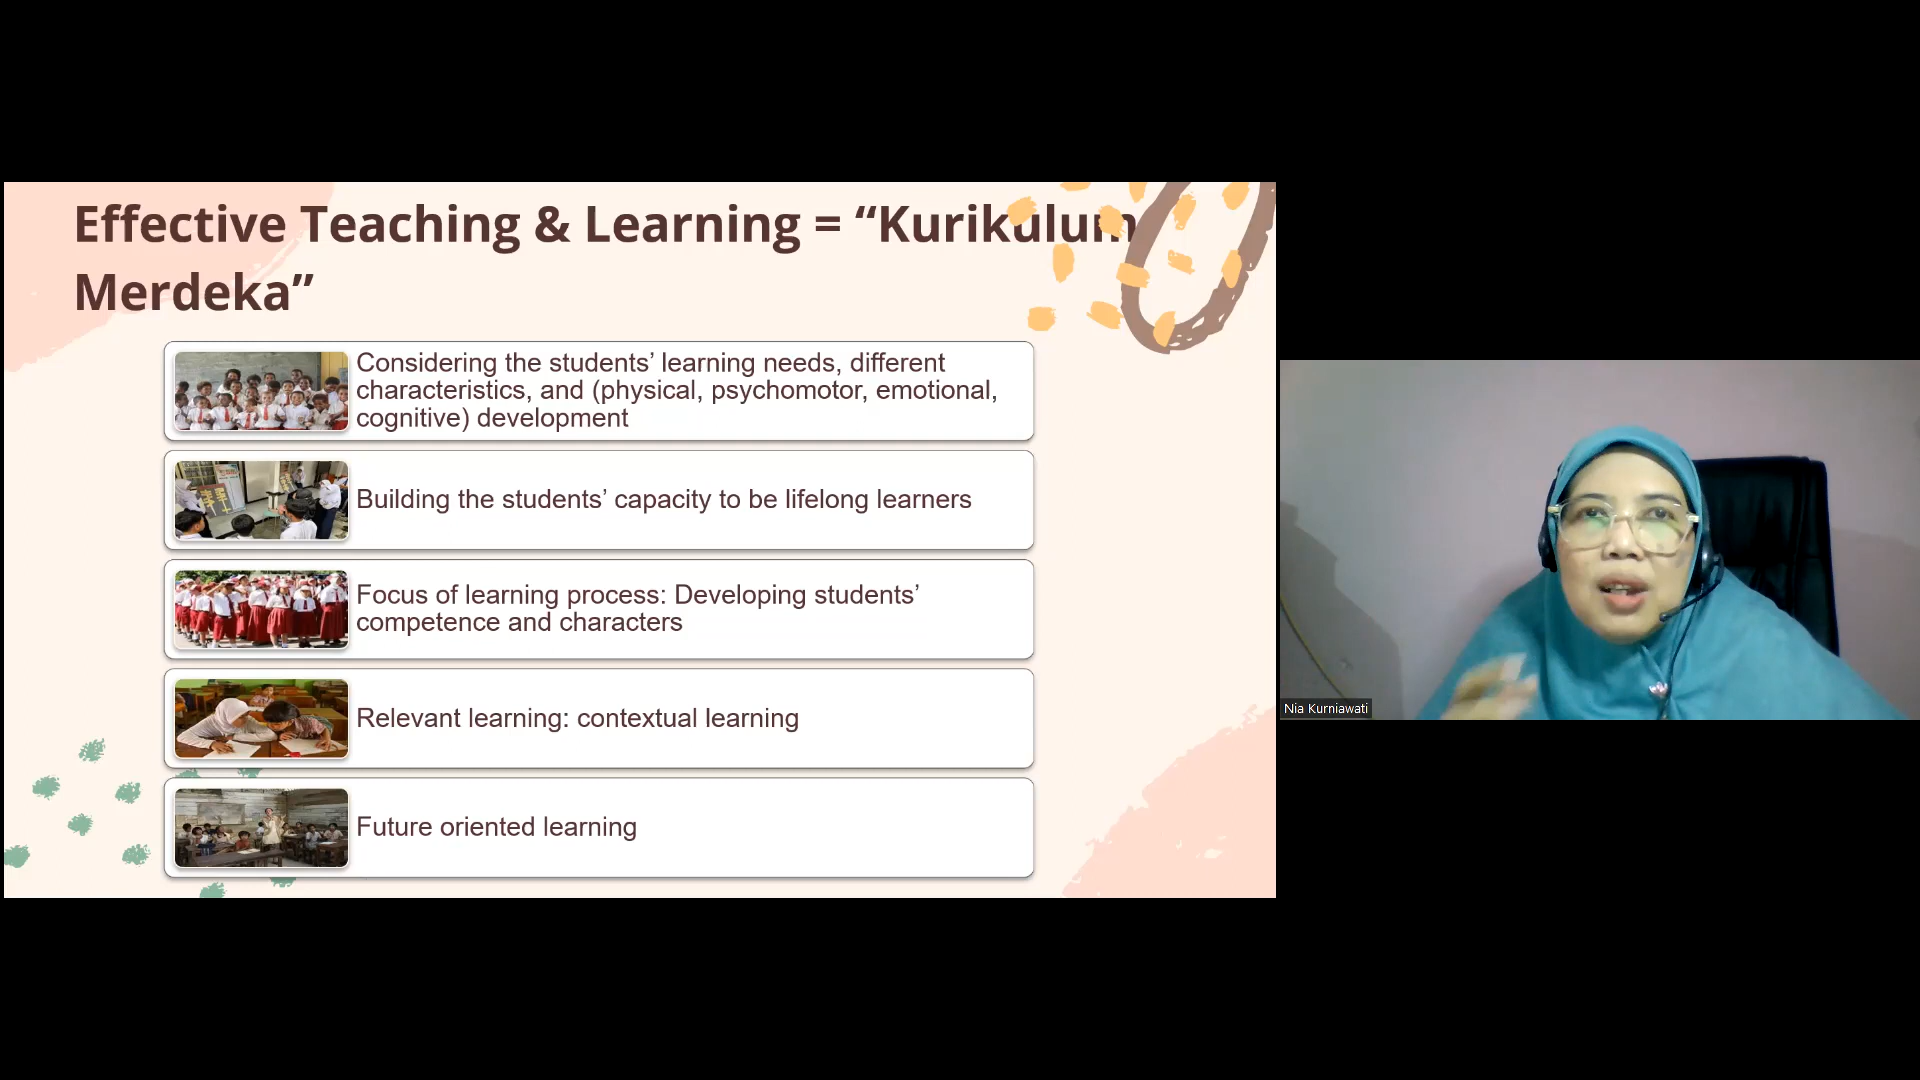 Effective Teaching & Learning = “Kurikulum
Merdeka”
Considering the students’ learning needs, different
characteristics, and (physical, psychomotor, emotional,
cognitive) development
Building the students’ capacity to be lifelong learners
Focus of learning process: Developing students’
competence and characters
Relevant learning: contextual learning
Future oriented learning
Nia Kurniawati